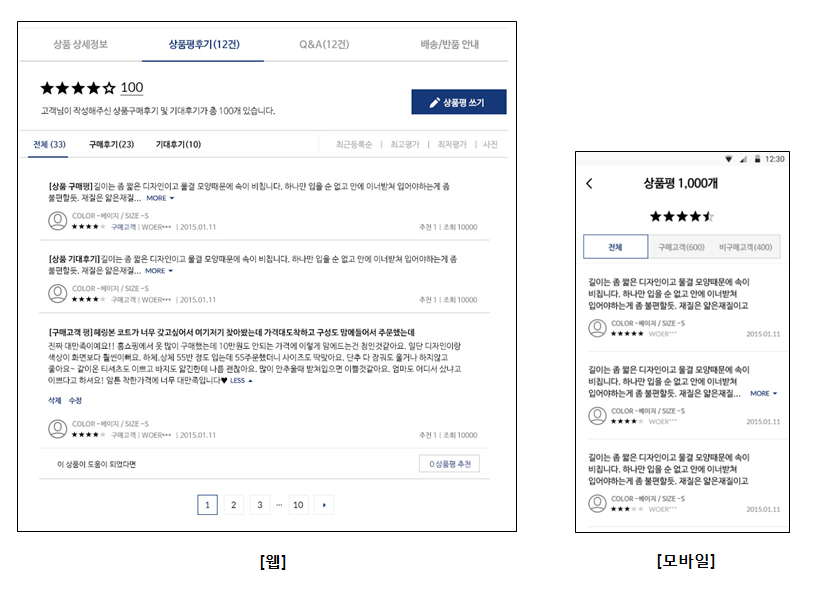 상품 상세정보 상품평후기(12건) Q&A(12건) 배송/반품 안내
100
고객님이 작성해주신 상품구매후기 및 기대후기가 총 100개 있습니다.
상품평 쓰기
전체 (33) 구매후기(23) 기대후기(10) 최근등록순 | 최고평가 | 최저평가 | 사진
[상품 구매평]길이는 좀 짧은 디자인이고 물결 모양때문에 속이 비칩니다. 하나만 입을 순 없고 안에 이너받쳐 입어야하는게 좀
불편할듯. 재질은 얇은재질... MORE
COLOR -베이지 / SIZE -S
구매고객 | WOER*** | 2015.01.11
추천 1 | 조회 10000
[상품 기대후기]길이는 좀 짧은 디자인이고 물결 모양때문에 속이 비칩니다. 하나만 입을 순 없고 안에 이너받쳐 입어야하는게 좀
불편할듯. 재질은 얇은재질... MORE
COLOR -베이지 / SIZE -S
구매고객 | WOER*** | 2015.01.11
추천 1 | 조회 10000
[구매고객 평]헤링본 코트가 너무 갖고싶어서 여기저기 찾아봤는데 가격대도착하고 구성도 맘에들어서 주문했는데
진짜 대만족이에요!! 홈쇼핑에서 옷 많이 구매했는데 10만원도 안되는 가격에 이렇게 맘에드는건 첨인것같아요. 일단 디자인이랑
색상이 화면보다 훨씬이뻐요. 하체.상체 55반 정도 입는데 55주문했더니 사이즈도 딱맞아요. 단추 다 잠궈도 울거나 하지않고
좋아요~ 같이온 티셔츠도 이쁘고 바지도 얇긴한데 나름 괜찮아요. 많이 안추울때 받쳐입으면 이쁠것같아요. 엄마도 어디서 샀냐고
이쁘다고 하셔요! 암튼 착한가격에 너무 대만족입니다♥ LESS
삭제 수정
COLOR -베이지 / SIZE -S
구매고객 | WOER*** | 2015.01.11
추천 1 | 조회 10000
이 상품이 도움이 되었다면
0 상품평 추천
1 2 3 ... 10
[웹]
12:30
상품평 1,000개
전체 구매고객(600) 비구매고객(400)
길이는 좀 짧은 디자인이고 물결 모양때문에 속이
비칩니다. 하나만 입을 순 없고 안에 이너받쳐
입어야하는게 좀 불편할듯. 재질은 얇은재질이고
COLOR -베이지 / SIZE -S
WOER***
2015.01.11
길이는 좀 짧은 디자인이고 물결 모양때문에 속이
비칩니다. 하나만 입을 순 없고 안에 이너받쳐
입어야하는게 좀 불편할듯. 재질은 얇은재질... MORE
COLOR -베이지 / SIZE -S
WOER***
2015.01.11
길이는 좀 짧은 디자인이고 물결 모양때문에 속이
비칩니다. 하나만 입을 순 없고 안에 이너받쳐
입어야하는게 좀 불편할듯. 재질은 얇은재질이고
COLOR -베이지 / SIZE -S
WOER***
2015.01.11
[모바일]